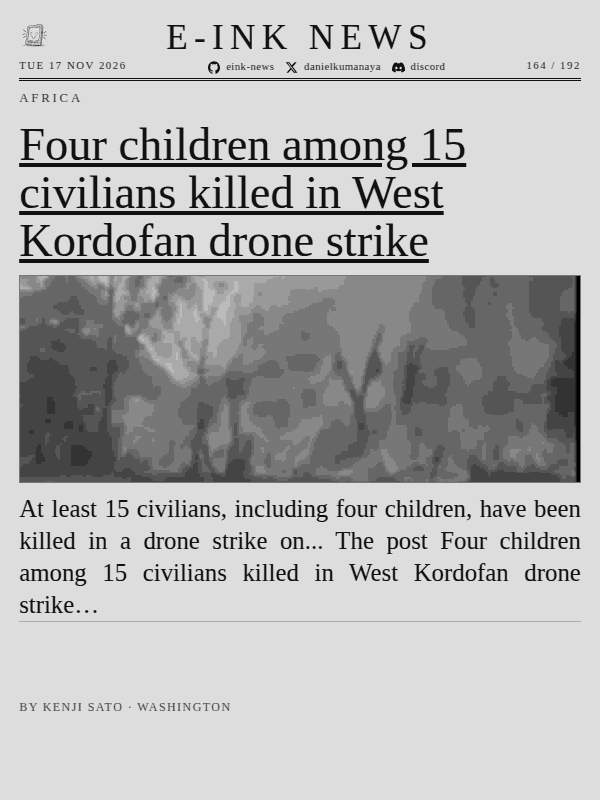 E-INK NEWS
TUE 17 NOV 2026
eink-news danielkumanaya discord
164 / 192
AFRICA
Four children among 15
civilians killed in West
Kordofan drone strike
At least 15 civilians, including four children, have been
killed in a drone strike on... The post Four children
among 15 civilians killed in West Kordofan drone
strike…
BY KENJI SATO · WASHINGTON